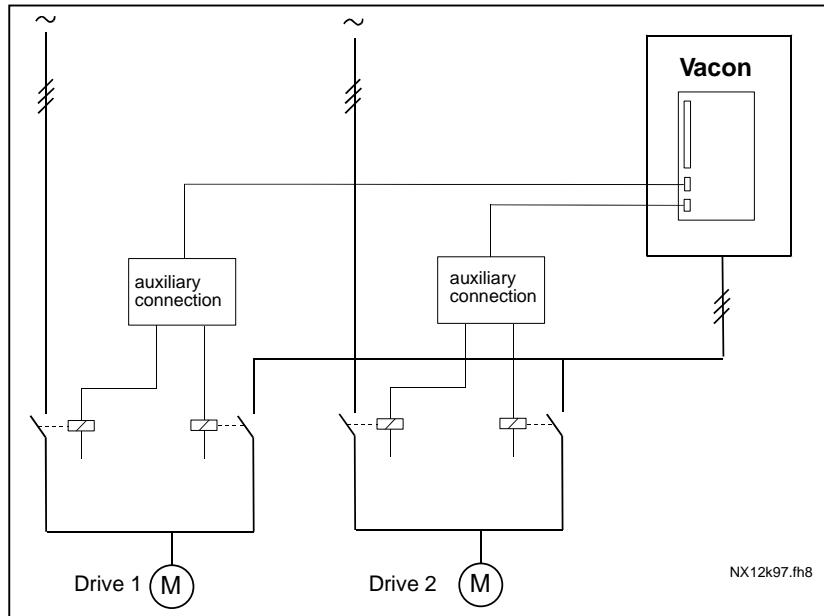 Vacon
auxiliary
connection
auxiliary
connection
Drive 1
M
Drive 2
M
NX12k97.fh8